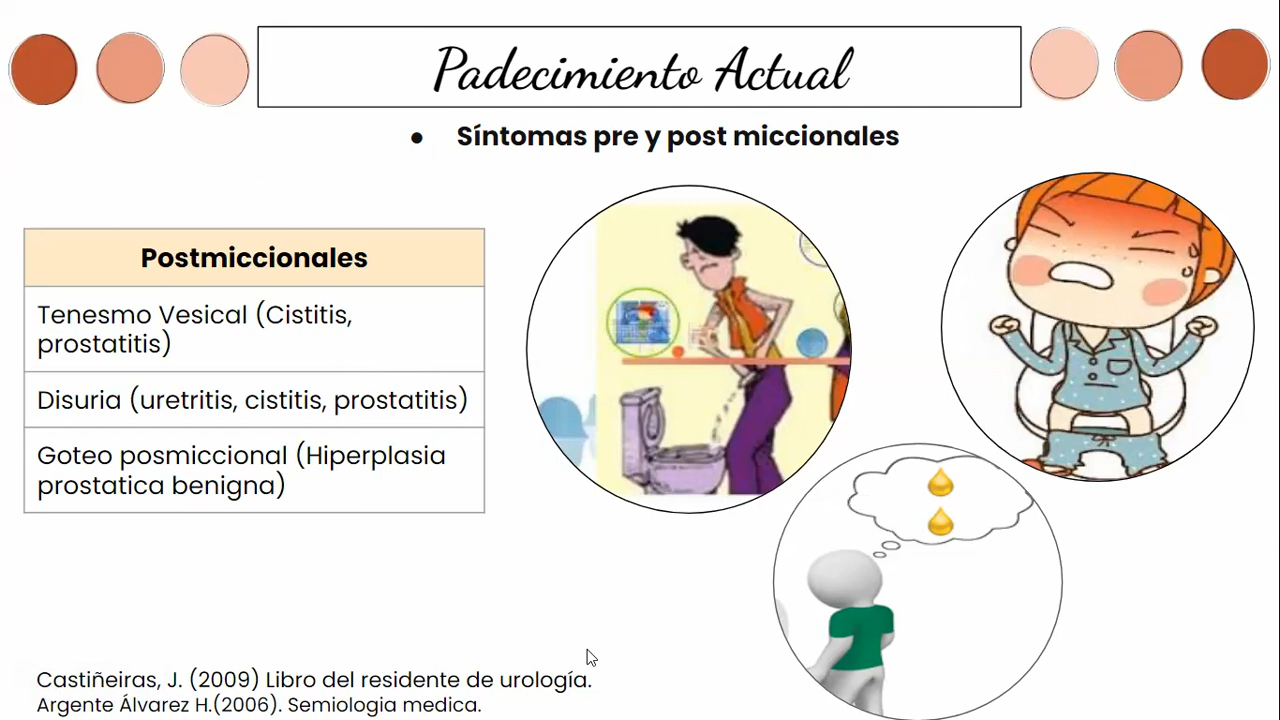 Padecimiento Actual
● Síntomas pre y post miccionales
Postmiccionales
Tenesmo Vesical (Cistitis,
prostatitis)
Disuria (uretritis, cistitis, prostatitis)
Goteo posmiccional (Hiperplasia
prostatica benigna)
Castiñeiras, J. (2009) Libro del residente de urología.
Argente Álvarez H.(2006). Semiologia medica.